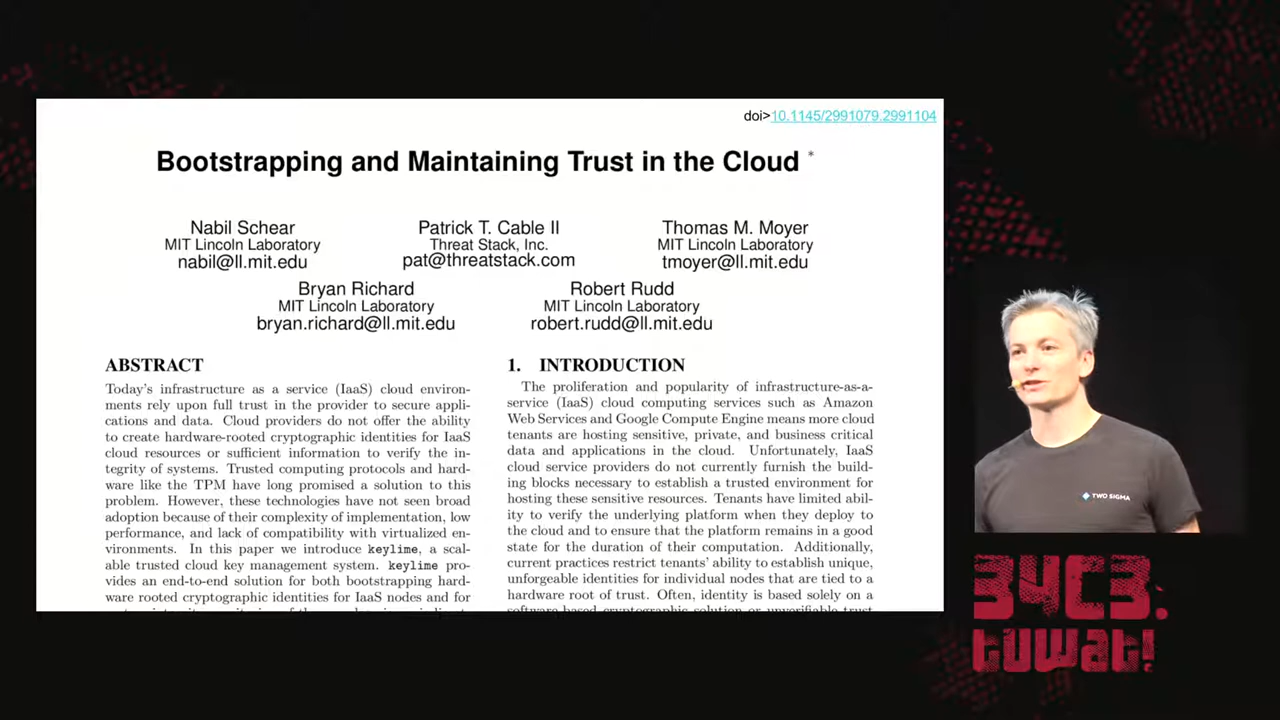 doi>10.1145/2991079.2991104
Bootstrapping and Maintaining Trust in the Cloud *
Nabil Schear
MIT Lincoln Laboratory
nabil@ll.mit.edu
Patrick T. Cable II
Threat Stack, Inc.
pat@threatstack.com
Thomas M. Moyer
MIT Lincoln Laboratory
tmoyer@ll.mit.edu
Bryan Richard
MIT Lincoln Laboratory
bryan.richard@ll.mit.edu
Robert Rudd
MIT Lincoln Laboratory
robert.rudd@ll.mit.edu
ABSTRACT
Today's infrastructure as a service (IaaS) cloud environ-
ments rely upon full trust in the provider to secure appli-
cations and data. Cloud providers do not offer the ability
to create hardware-rooted cryptographic identities for IaaS
cloud resources or sufficient information to verify the in-
tegrity of systems. Trusted computing protocols and hard-
ware like the TPM have long promised a solution to this
problem. However, these technologies have not seen broad
adoption because of their complexity of implementation, low
performance, and lack of compatibility with virtualized en-
vironments. In this paper we introduce keylime, a scal-
able trusted cloud key management system. keylime pro-
vides an end-to-end solution for both bootstrapping hard-
ware rooted cryptographic identities for IaaS nodes and for
1. INTRODUCTION
The proliferation and popularity of infrastructure-as-a-
service (IaaS) cloud computing services such as Amazon
Web Services and Google Compute Engine means more cloud
tenants are hosting sensitive, private, and business critical
data and applications in the cloud. Unfortunately, IaaS
cloud service providers do not currently furnish the build-
ing blocks necessary to establish a trusted environment for
hosting these sensitive resources. Tenants have limited abil-
ity to verify the underlying platform when they deploy to
the cloud and to ensure that the platform remains in a good
state for the duration of their computation. Additionally,
current practices restrict tenants' ability to establish unique,
unforgeable identities for individual nodes that are tied to a
hardware root of trust. Often, identity is based solely on a
software-based cryptographic solution or unverifiable trust
TWO SIGMA
34C3:
tuwat!